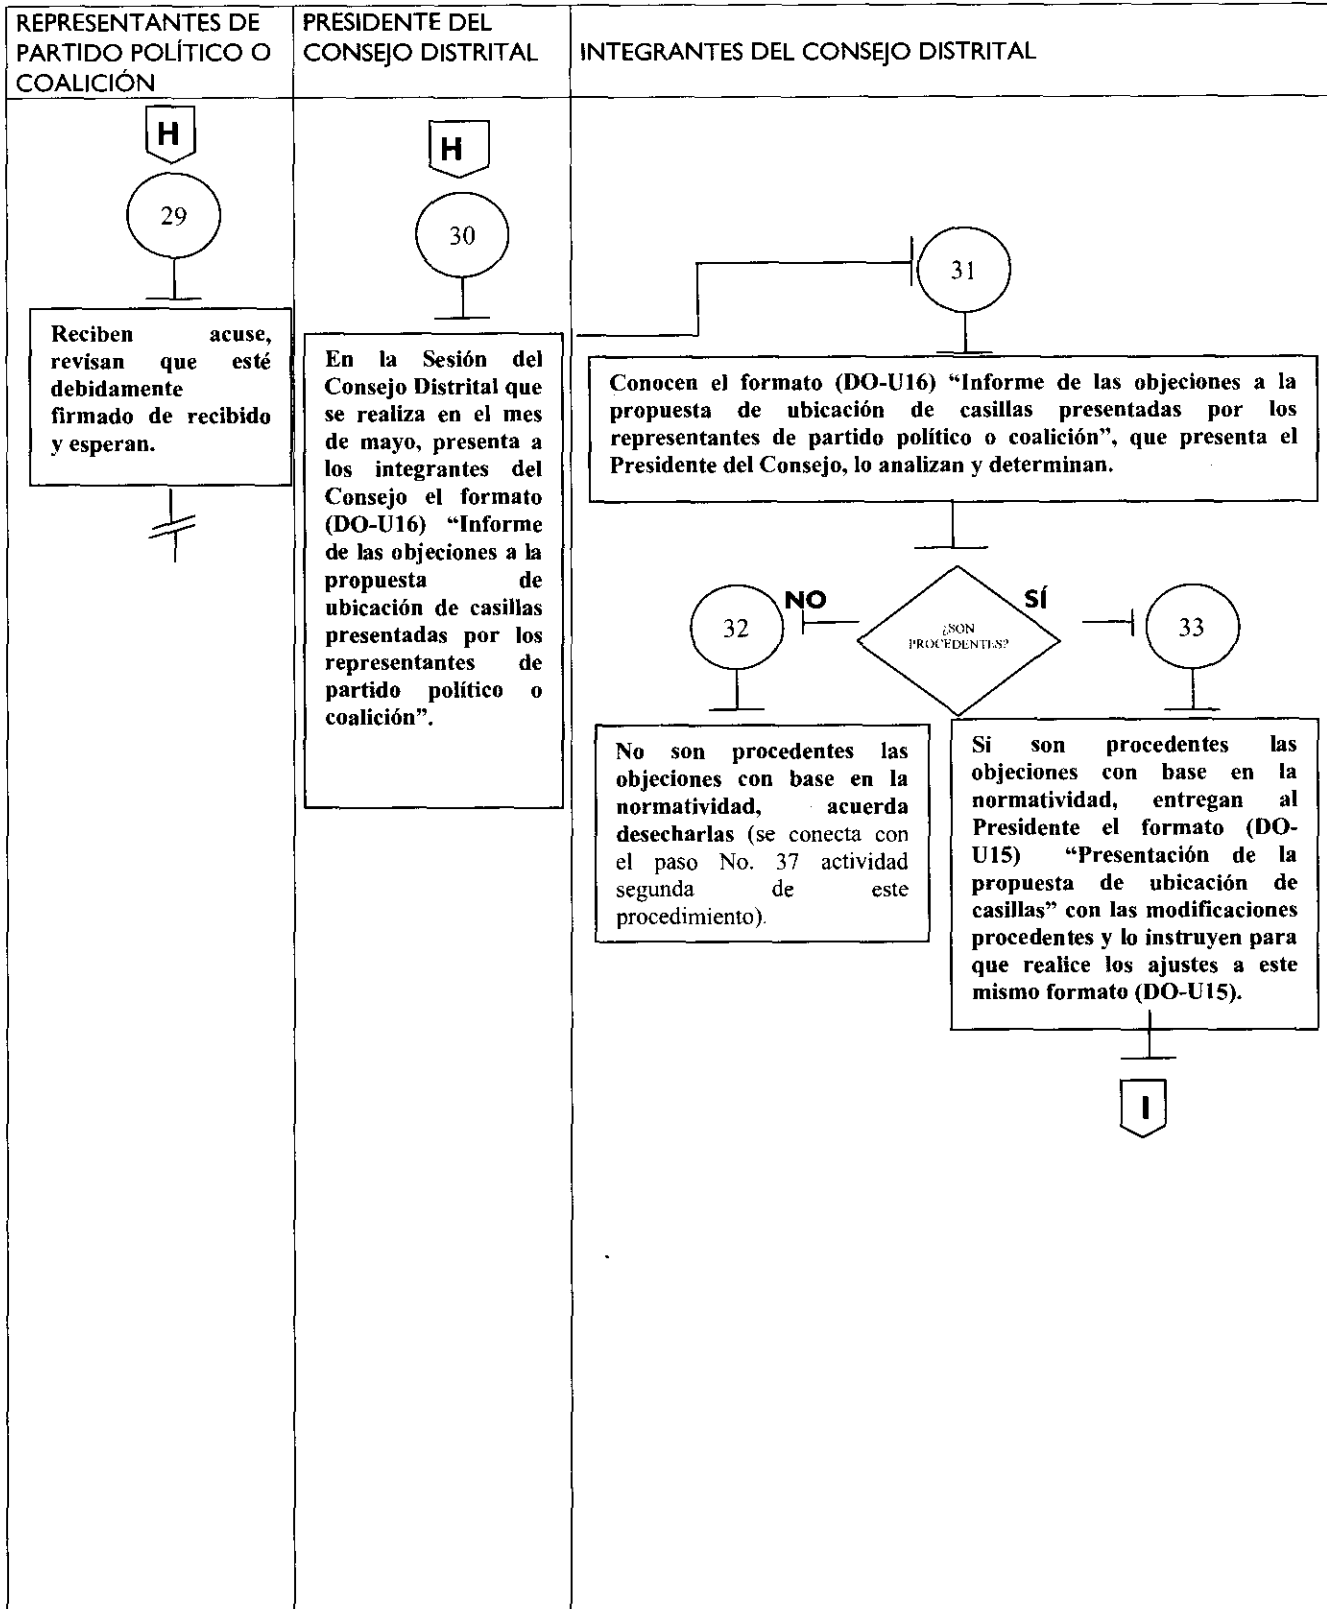 REPRESENTANTES DE
PARTIDO POLÍTICO O
COALICIÓN
PRESIDENTE DEL
CONSEJO DISTRITAL
INTEGRANTES DEL CONSEJO DISTRITAL
H
29
Reciben acuse,
revisan que esté
debidamente
firmado de recibido
y esperan.
H
30
En la Sesión del
Consejo Distrital que
se realiza en el mes
de mayo, presenta a
los integrantes del
Consejo el formato
(DO-U16) “Informe
de las objeciones a la
propuesta de
ubicación de casillas
presentadas por los
representantes de
partido político o
coalición”.
31
Conocen el formato (DO-U16) “Informe de las objeciones a la
propuesta de ubicación de casillas presentadas por los
representantes de partido político o coalición”, que presenta el
Presidente del Consejo, lo analizan y determinan.
¿SON
PROCEDENTES?
NO
SÍ
32
No son procedentes las
objeciones con base en la
normatividad, acuerda
desecharlas (se conecta con
el paso No. 37 actividad
segunda de este
procedimiento).
33
Si son procedentes las
objeciones con base en la
normatividad, entregan al
Presidente el formato (DO-
U15) “Presentación de la
propuesta de ubicación de
casillas” con las modificaciones
procedentes y lo instruyen para
que realice los ajustes a este
mismo formato (DO-U15).
I